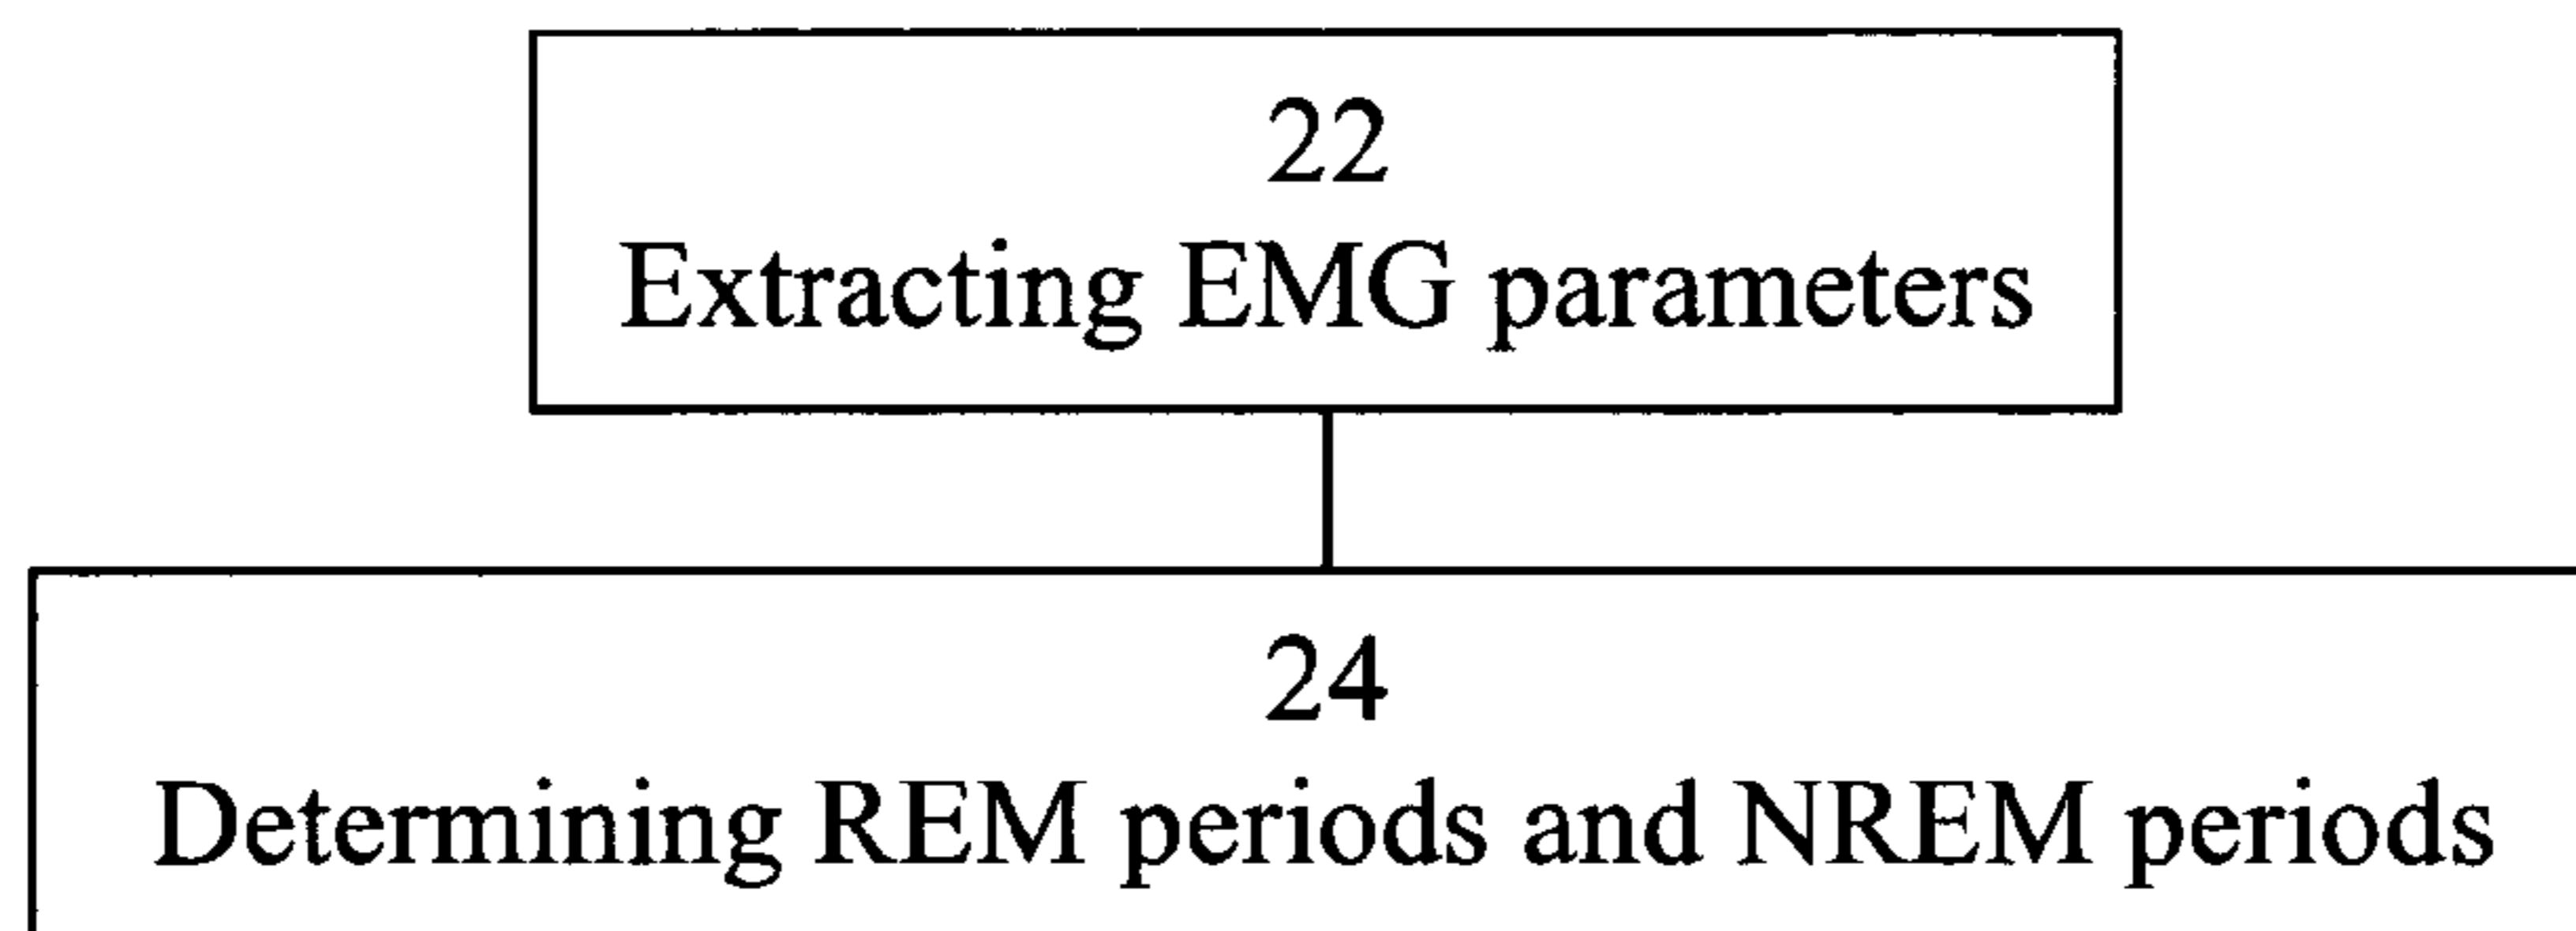 22
Extracting EMG parameters
24
Determining REM periods and NREM periods